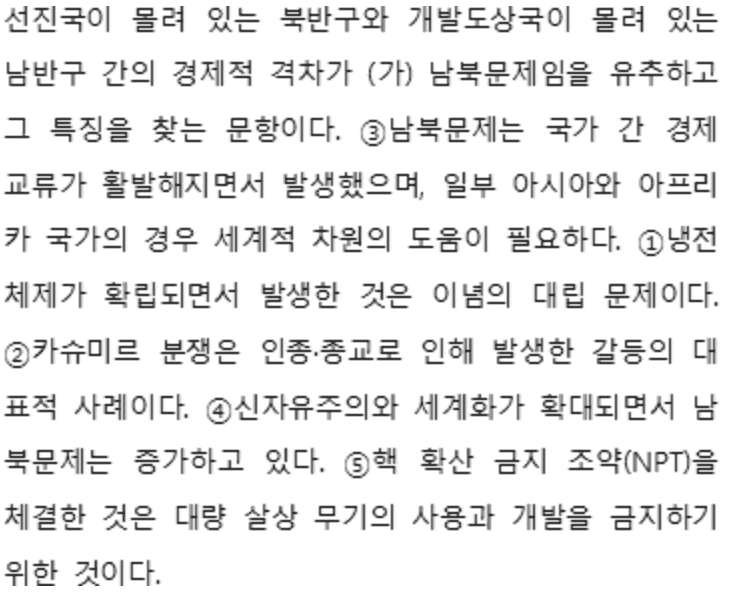 선진국이 몰려 있는 북반구와 개발도상국이 몰려 있는
남반구 간의 경제적 격차가 (가) 남북문제임을 유추하고
그 특징을 찾는 문항이다. ③남북문제는 국가 간 경제
교류가 활발해지면서 발생했으며, 일부 아시아와 아프리
카 국가의 경우 세계적 차원의 도움이 필요하다. ①냉전
체제가 확립되면서 발생한 것은 이념의 대립 문제이다.
②카슈미르 분쟁은 인종·종교로 인해 발생한 갈등의 대
표적 사례이다. ④신자유주의와 세계화가 확대되면서 남
북문제는 증가하고 있다. ⑤핵 확산 금지 조약(NPT)을
체결한 것은 대량 살상 무기의 사용과 개발을 금지하기
위한 것이다.